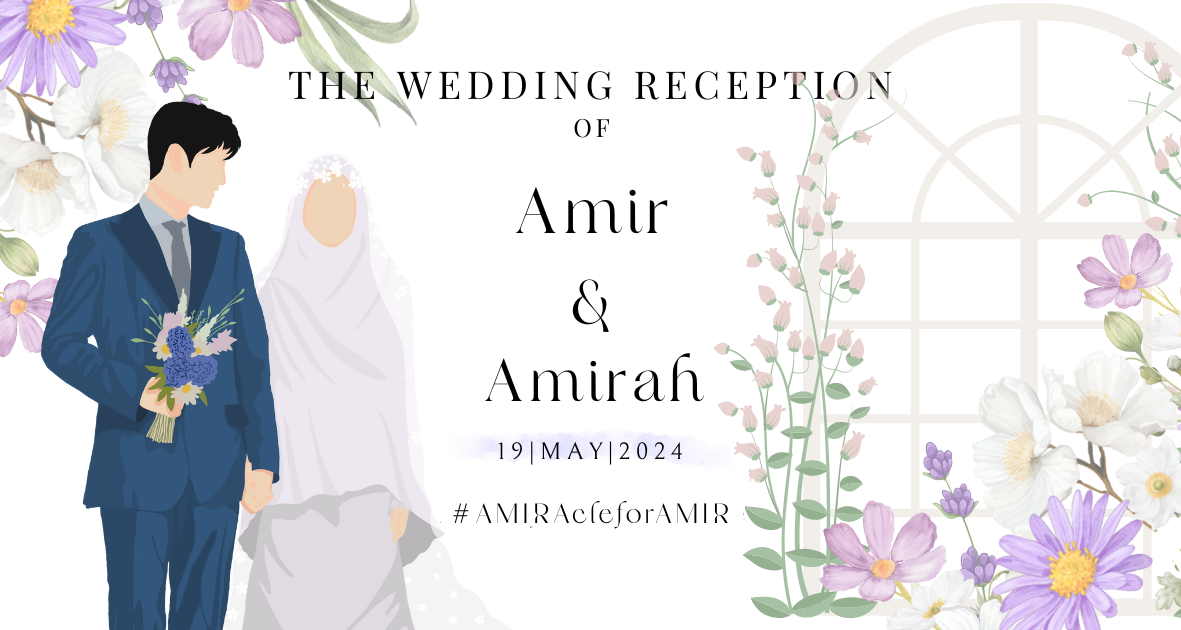 THE WEDDING RECEPTION
OF
Amir
&
Amirah
19|MAY|2024
#AMIRAcleforAMIR